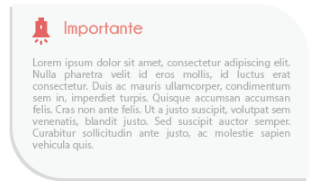 Importante
Lorem ipsum dolor sit amet, consectetur adipiscing elit.
Nulla pharetra velit id eros mollis, id luctus erat
consectetur. Duis ac mauris ullamcorper, condimentum
sem in, imperdiet turpis. Quisque accumsan accumsan
felis. Cras non ante felis. Ut a justo suscipit, volutpat sem
venenatis, blandit justo. Sed suscipit auctor semper.
Curabitur sollicitudin ante justo, ac molestie sapien
vehicula quis.